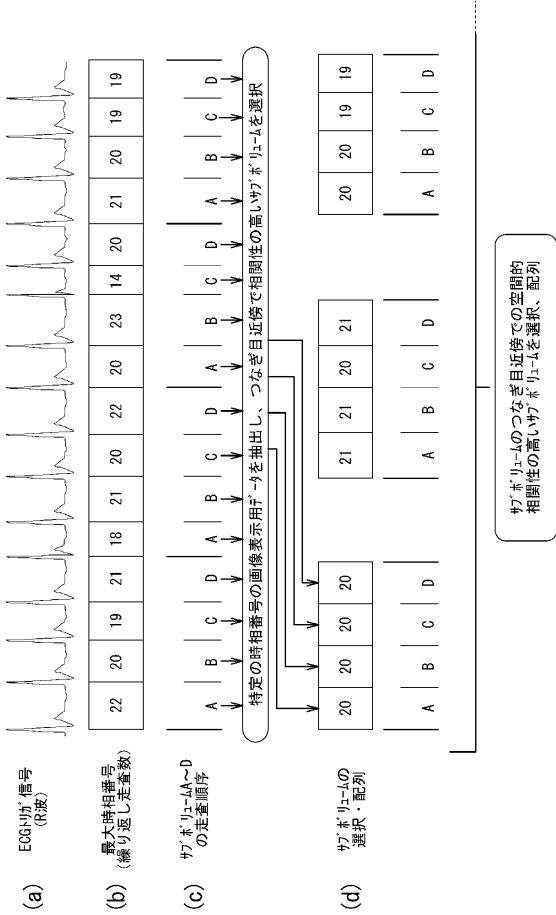 (a)
ECGトリガ信号
(R波)
(b)
最大時相番号
(繰り返し走査数)
22 20 19 21 18 21 20 22 20 23 14 20 21 20 19 19
(c)
サブボリュームA～D
の走査順序
A B C D A B C D A B C D A B C D
特定の時相番号の画像表示用データを抽出し、つなぎ目近傍で相関性の高いサブボリュームを選択
(d)
サブボリュームの
選択・配列
20 20 20 20 21 21 20 21 20 20 19 19
A B C D A B C D A B C D
サブボリュームのつなぎ目近傍での空間的
相関性の高いサブボリュームを選択、配列